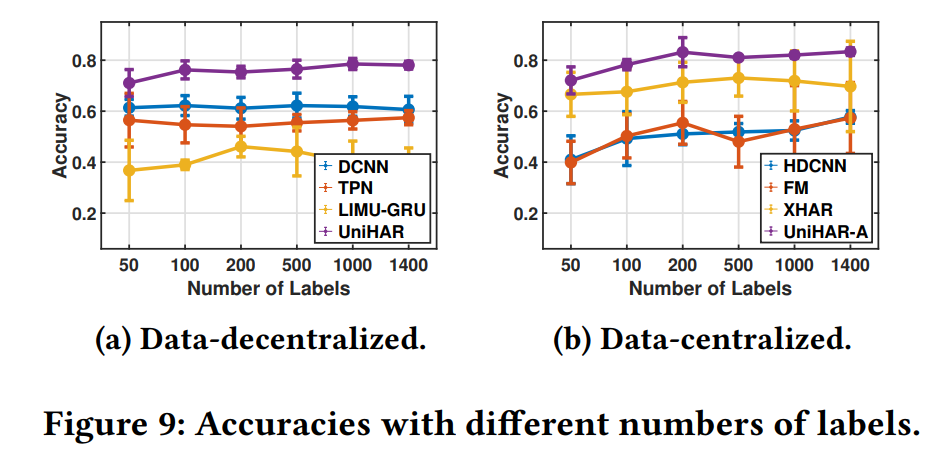 0.8
0.6
0.4
0.2
Accuracy
DCNN
TPN
LIMU-GRU
UniHAR
50 100 200 500 1000 1400
Number of Labels
(a) Data-decentralized.
0.8
0.6
0.4
0.2
Accuracy
HDCNN
FM
XHAR
UniHAR-A
50 100 200 500 1000 1400
Number of Labels
(b) Data-centralized.
Figure 9: Accuracies with different numbers of labels.